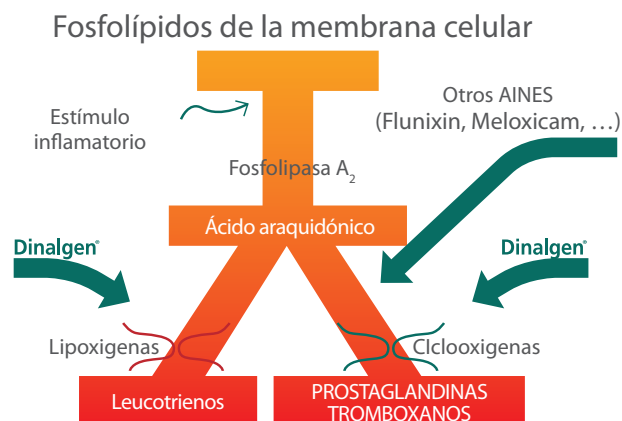 Fosfolípidos de la membrana celular
Estímulo
inflamatorio
Otros AINES
(Flunixin, Meloxicam, …)
Fosfolipasa A₂
Ácido araquidónico
Dinalgen®
Dinalgen®
Lipoxigenas
CIclooxigenas
Leucotrienos
PROSTAGLANDINAS
TROMBOXANOS